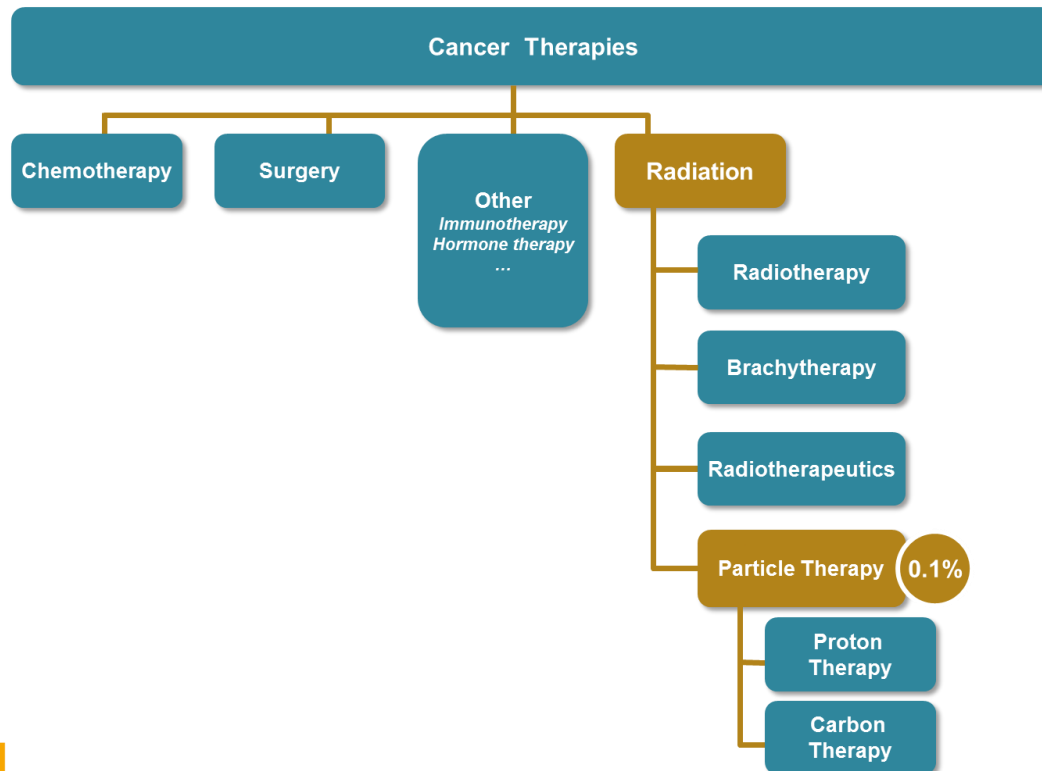 Cancer Therapies
Chemotherapy
Surgery
Other
Immunotherapy
Hormone therapy
...
Radiation
Radiotherapy
Brachytherapy
Radiotherapeutics
Particle Therapy
0.1%
Proton
Therapy
Carbon
Therapy